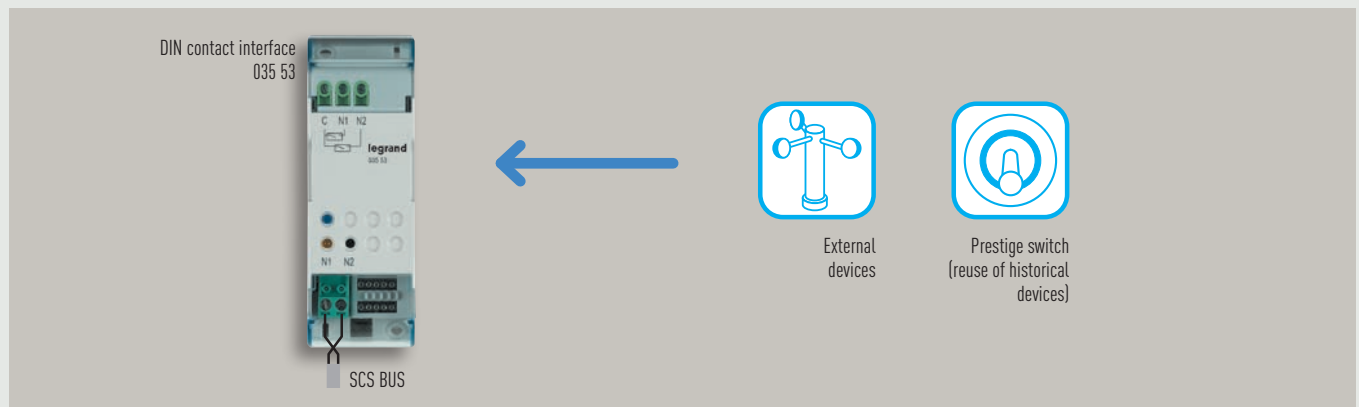 DIN contact interface
035 53
C N1 N2
legrand
035 53
N1 N2
SCS BUS
External
devices
Prestige switch
(reuse of historical
devices)